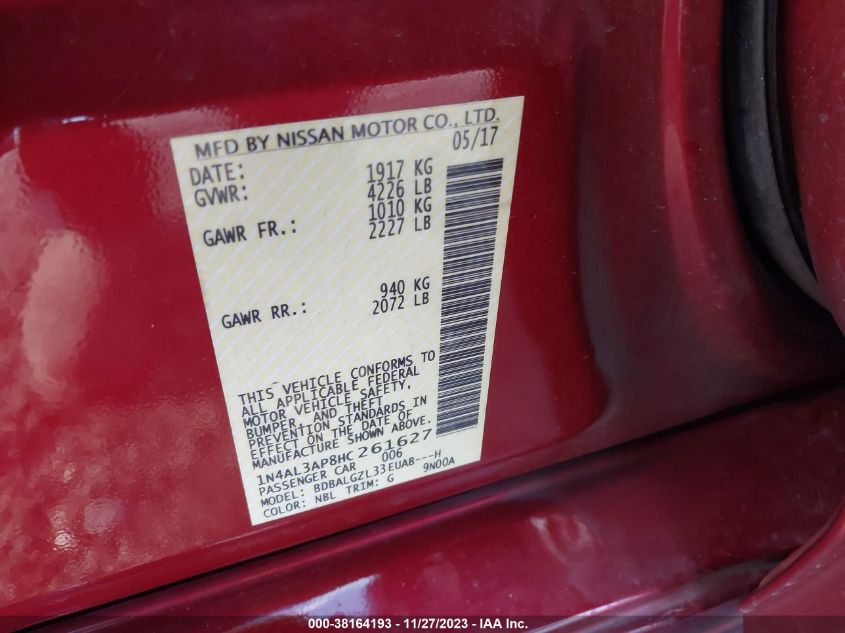 MFD BY NISSAN MOTOR CO., LTD.
DATE: 05/17
GVWR: 1917 KG
4226 LB
GAWR FR.: 1010 KG
2227 LB
GAWR RR.: 940 KG
2072 LB
THIS VEHICLE CONFORMS TO
ALL APPLICABLE FEDERAL
MOTOR VEHICLE SAFETY,
BUMPER, AND THEFT
PREVENTION STANDARDS IN
EFFECT ON THE DATE OF
MANUFACTURE SHOWN ABOVE.
1N4AL3AP8HC261627
PASSENGER CAR 006
MODEL: BDBALGZL33EUAB---H
COLOR: NBL TRIM: G 9N00A
000-38164193 - 11/27/2023 - IAA Inc.